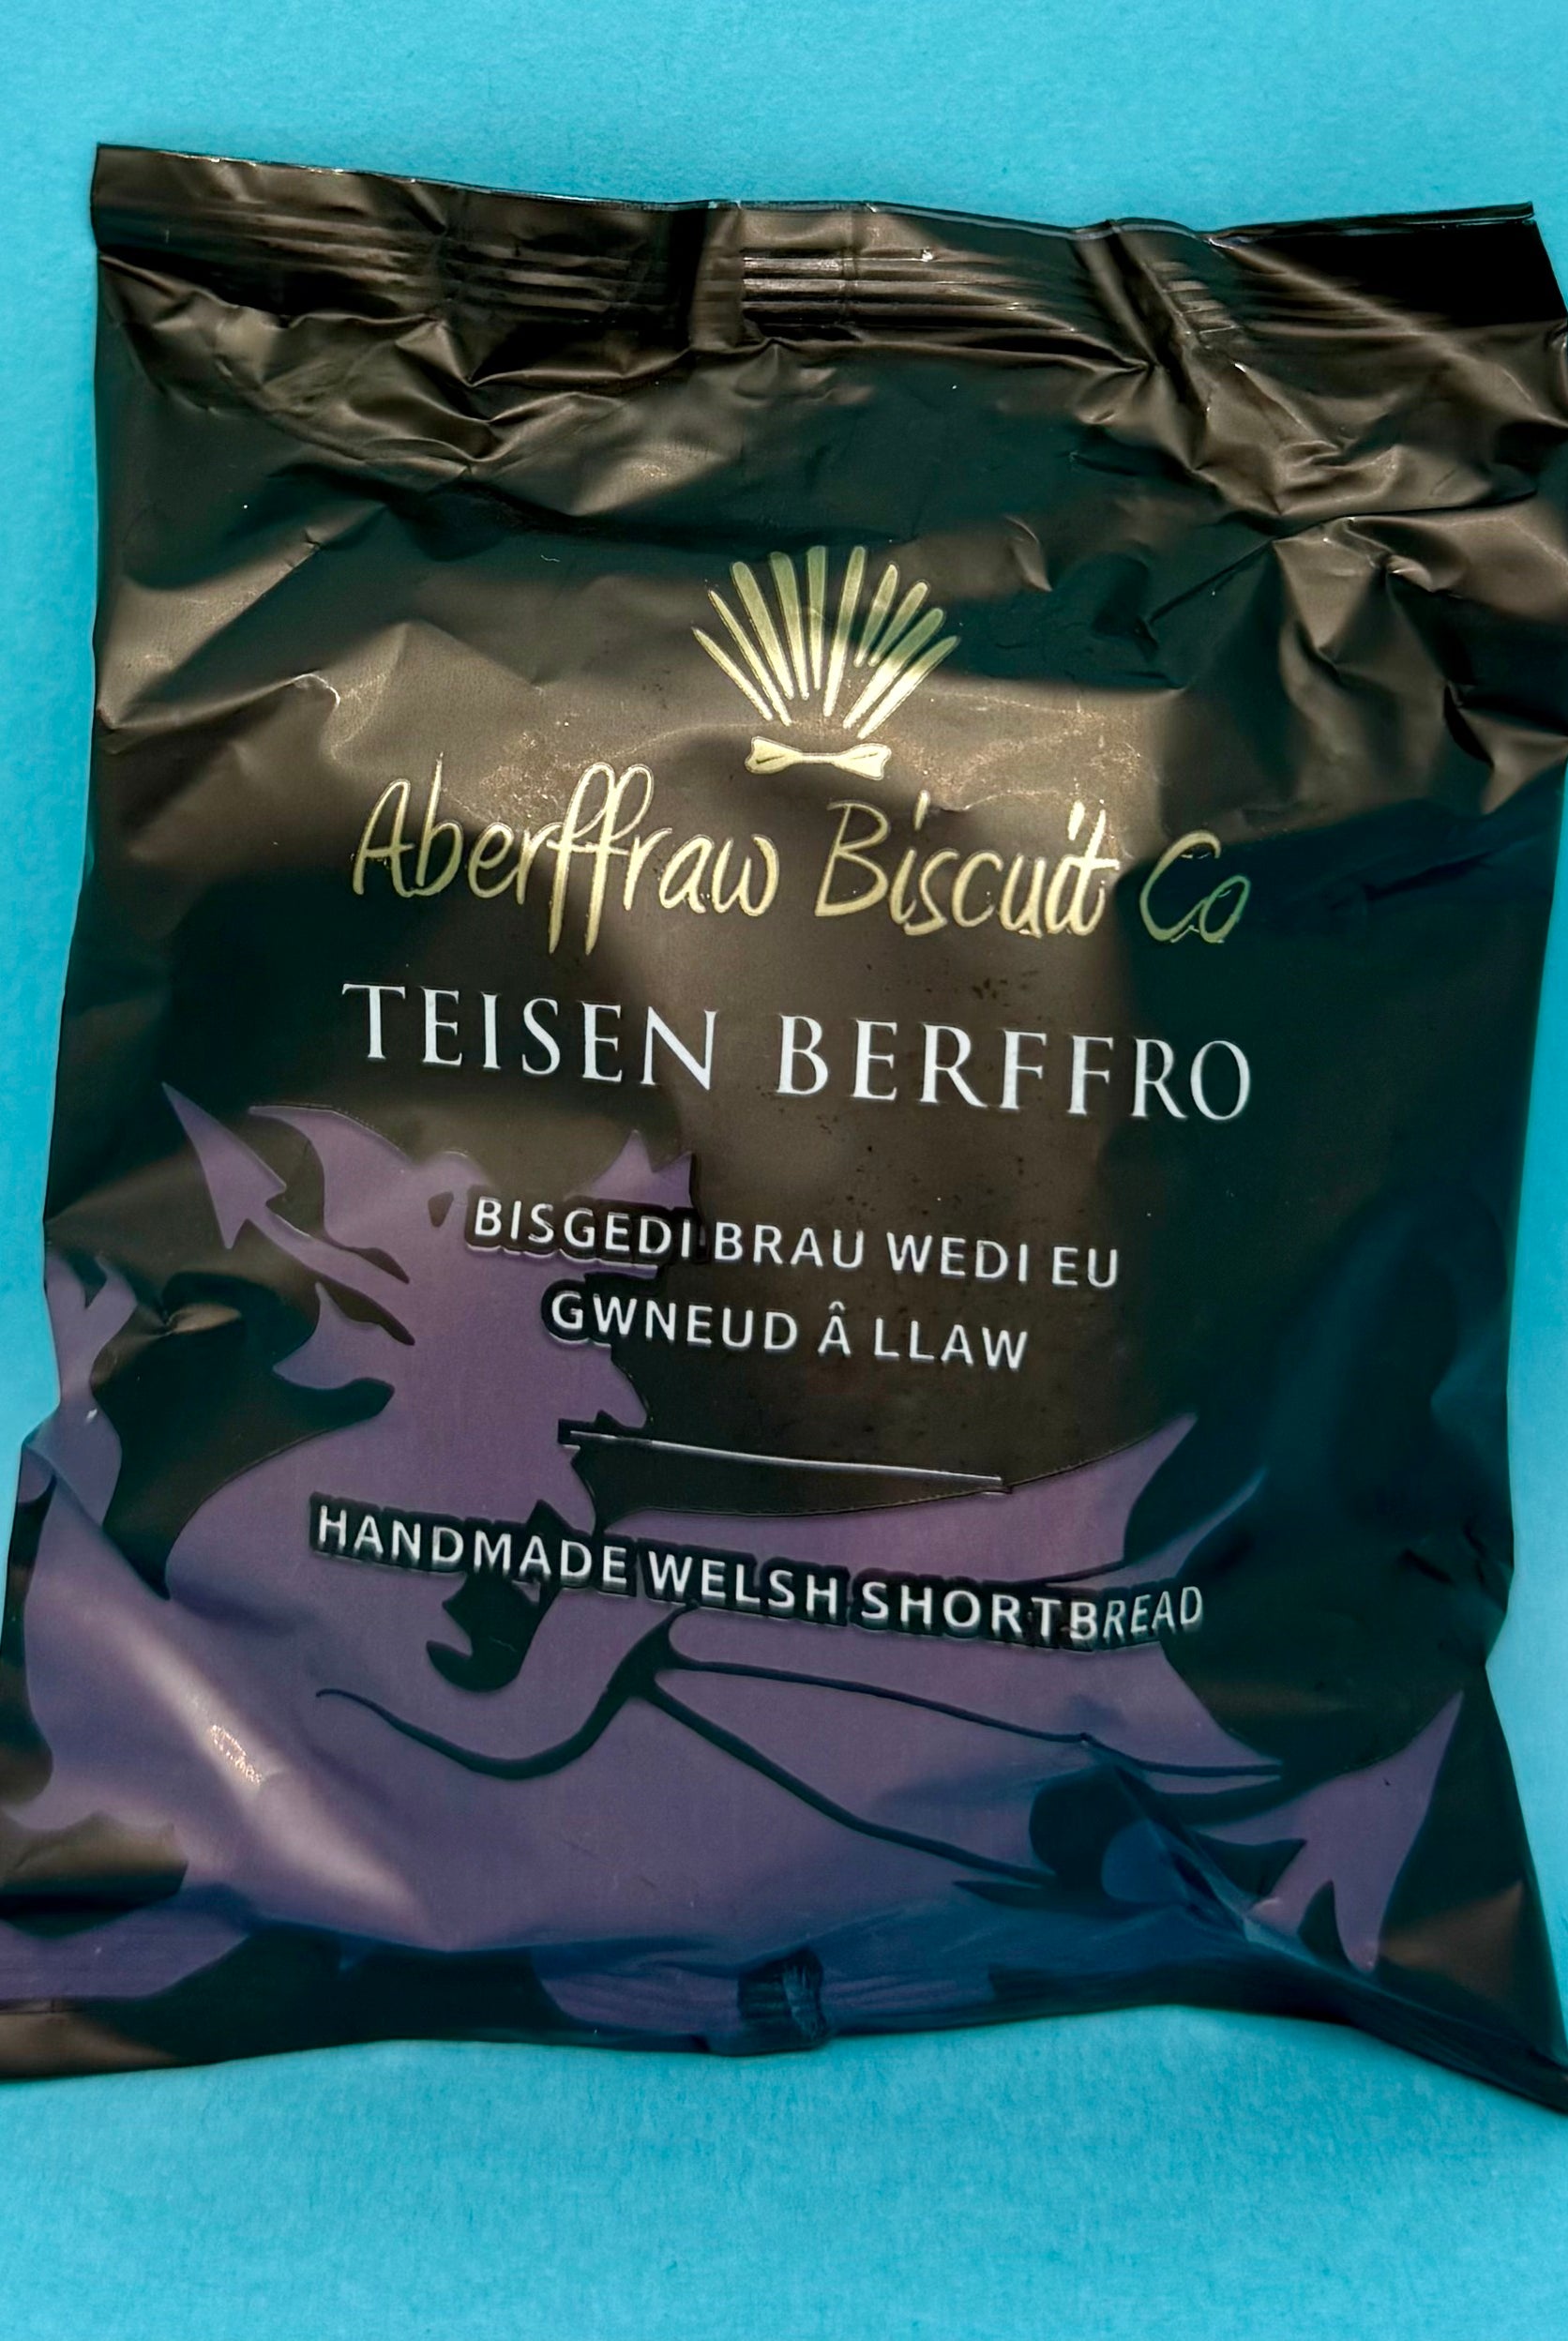 Aberffraw Biscuit Co
TEISEN BERFFRO
BISGEDI BRAU WEDI EU
GWNEUD Â LLAW
HANDMADE WELSH SHORTBREAD